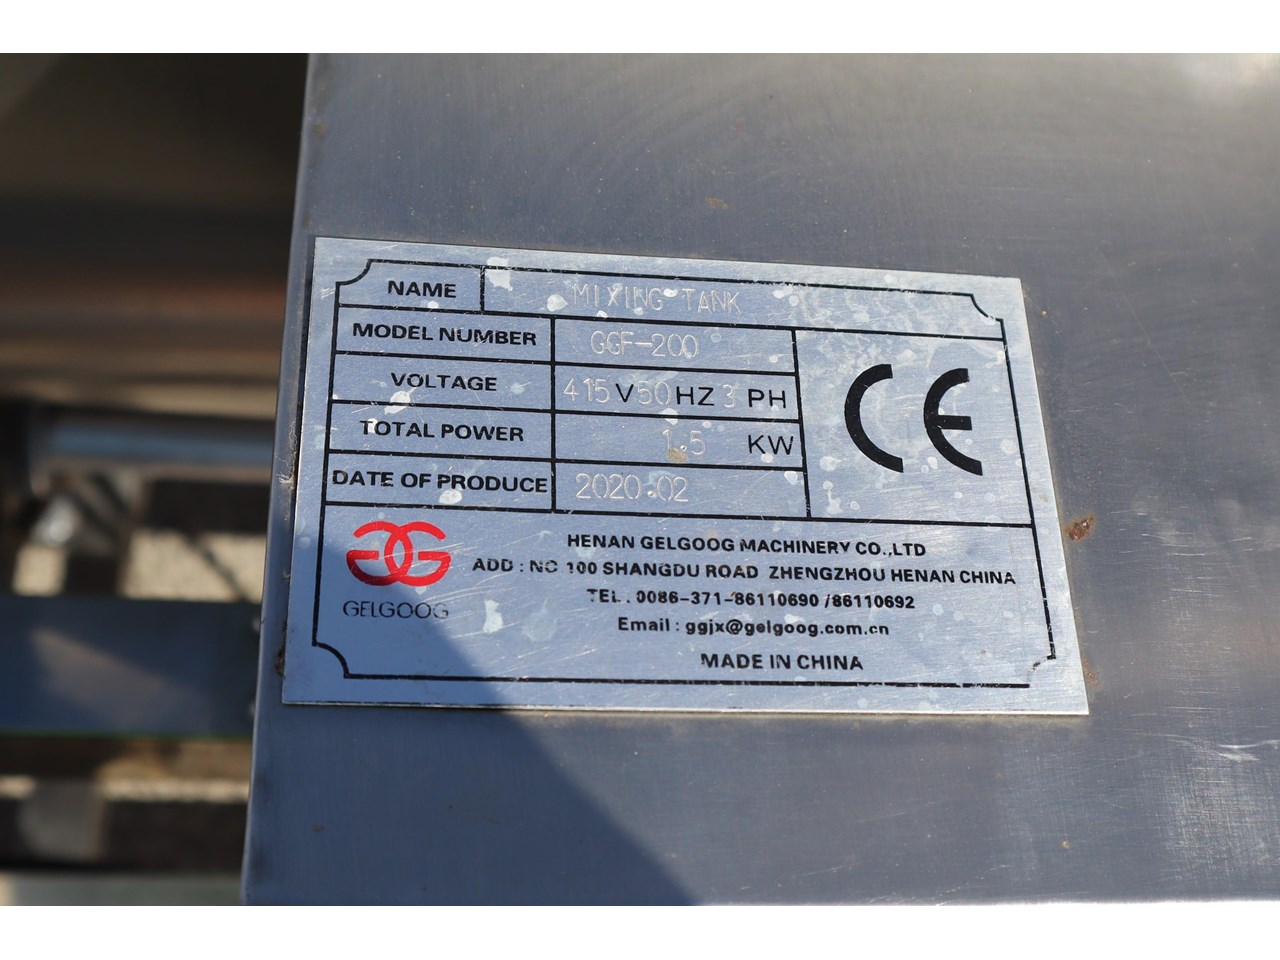 NAME MIXING TANK
MODEL NUMBER GGF-200
VOLTAGE 415 V 50 HZ 3 PH
TOTAL POWER 1.5 KW
DATE OF PRODUCE 2020.02
CE
GELGOOG
HENAN GELGOOG MACHINERY CO.,LTD
ADD : NO 100 SHANGDU ROAD ZHENGZHOU HENAN CHINA
TEL . 0086-371-86110690 /86110692
Email : ggjx@gelgoog.com.cn
MADE IN CHINA